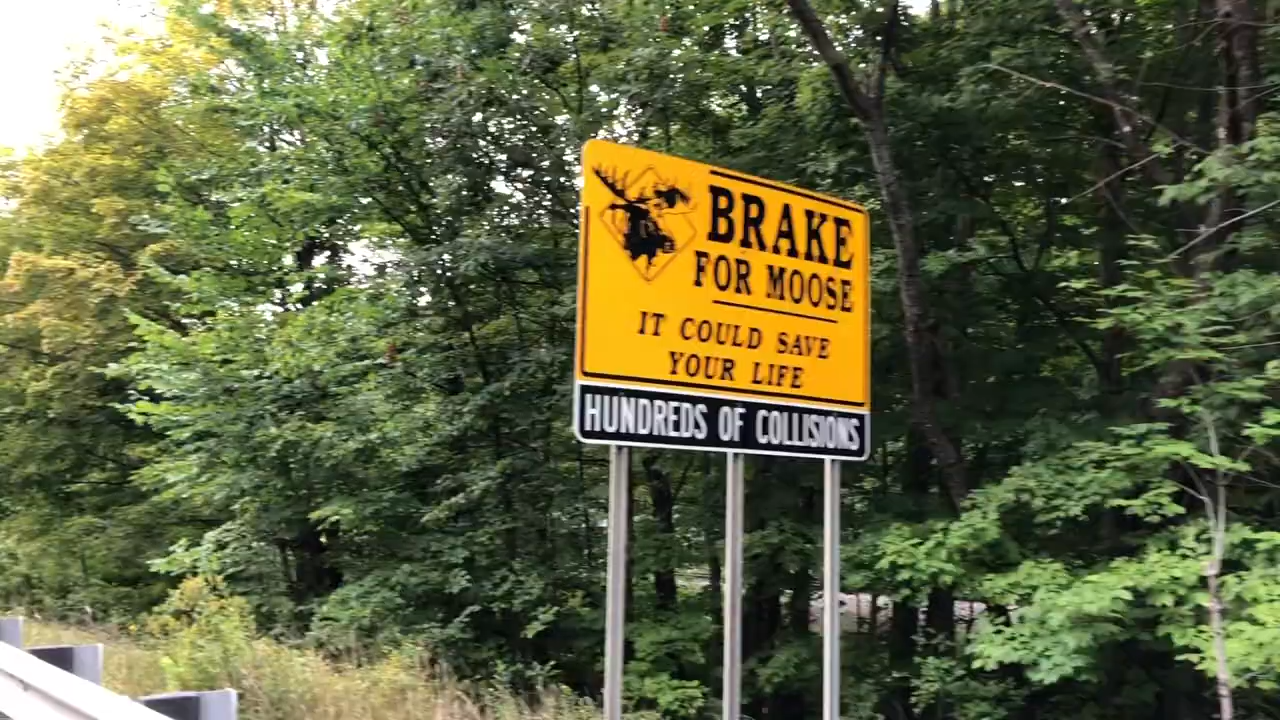 BRAKE
FOR MOOSE
IT COULD SAVE
YOUR LIFE
HUNDREDS OF COLLISIONS